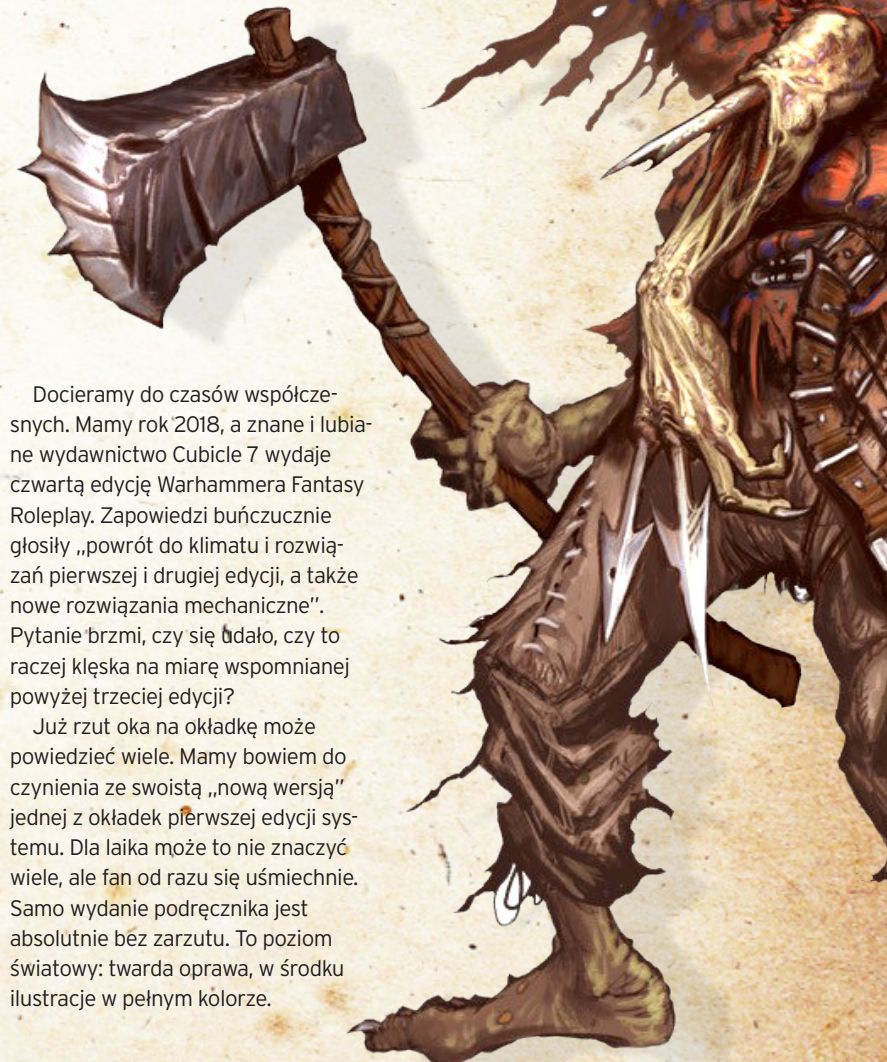 Docieramy do czasów współcze-
snych. Mamy rok 2018, a znane i lubia-
ne wydawnictwo Cubicle 7 wydaje
czwartą edycję Warhammera Fantasy
Roleplay. Zapowiedzi buńczucznie
głosiły „powrót do klimatu i rozwią-
zań pierwszej i drugiej edycji, a także
nowe rozwiązania mechaniczne”.
Pytanie brzmi, czy się udało, czy to
raczej klęska na miarę wspomnianej
powyżej trzeciej edycji?
Już rzut oka na okładkę może
powiedzieć wiele. Mamy bowiem do
czynienia ze swoistą „nową wersją”
jednej z okładek pierwszej edycji sys-
temu. Dla laika może to nie znaczyć
wiele, ale fan od razu się uśmiechnie.
Samo wydanie podręcznika jest
absolutnie bez zarzutu. To poziom
światowy: twarda oprawa, w środku
ilustracje w pełnym kolorze.